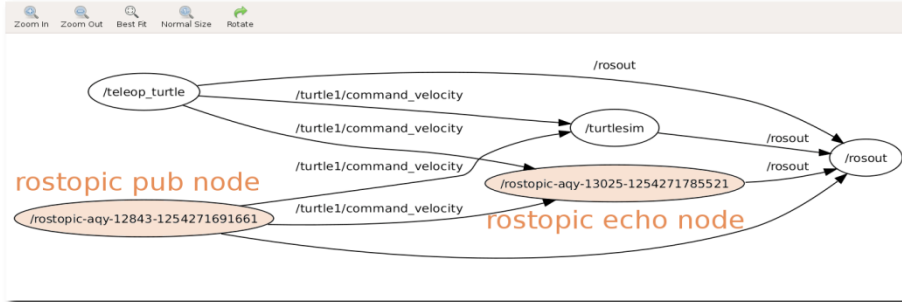 Zoom In Zoom Out Best Fit Normal Size Rotate
/rosout
/teleop_turtle
/turtle1/command_velocity
/turtle1/command_velocity
/turtlesim
/rosout
/rosout
/turtle1/command_velocity
/rosout
rostopic pub node
/rostopic-aqy-13025-1254271785521
/turtle1/command_velocity
/rostopic-aqy-12843-1254271691661
rostopic echo node